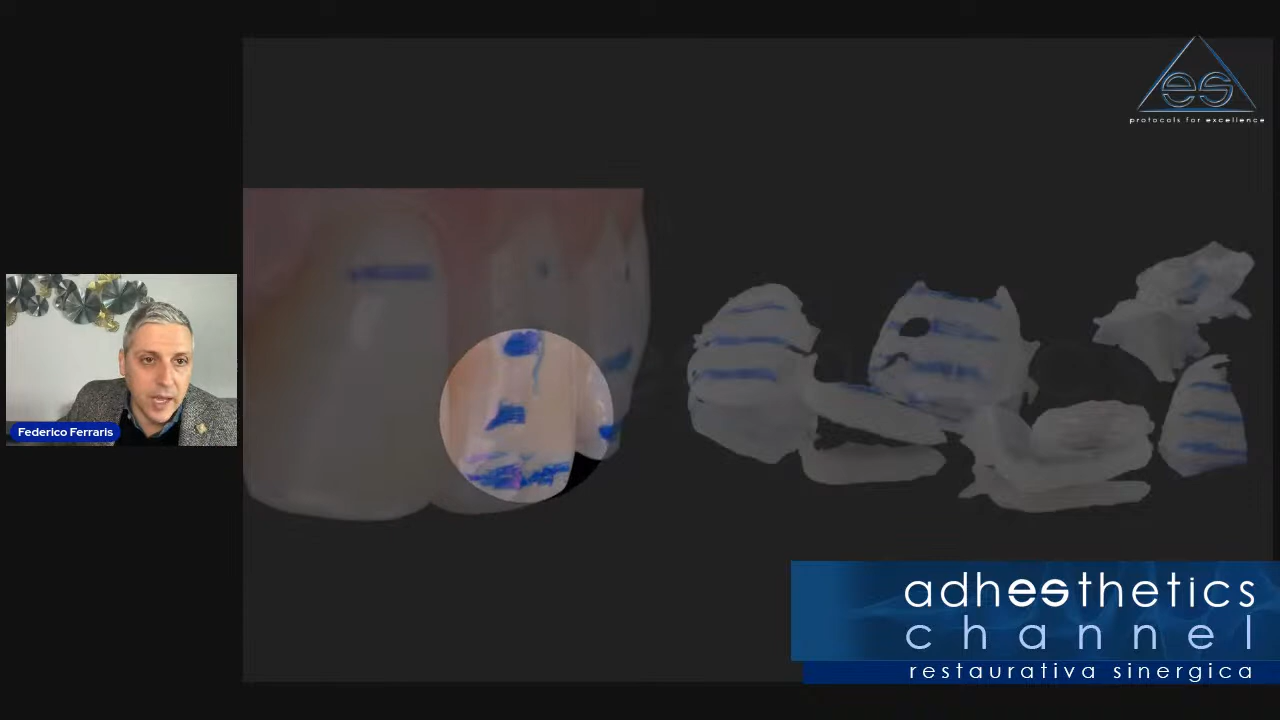 es
protocols for excellence
Federico Ferraris
adhesthetics
channel
restaurativa sinergica